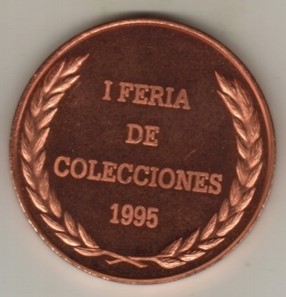 I FERIA
DE
COLECCIONES
1995